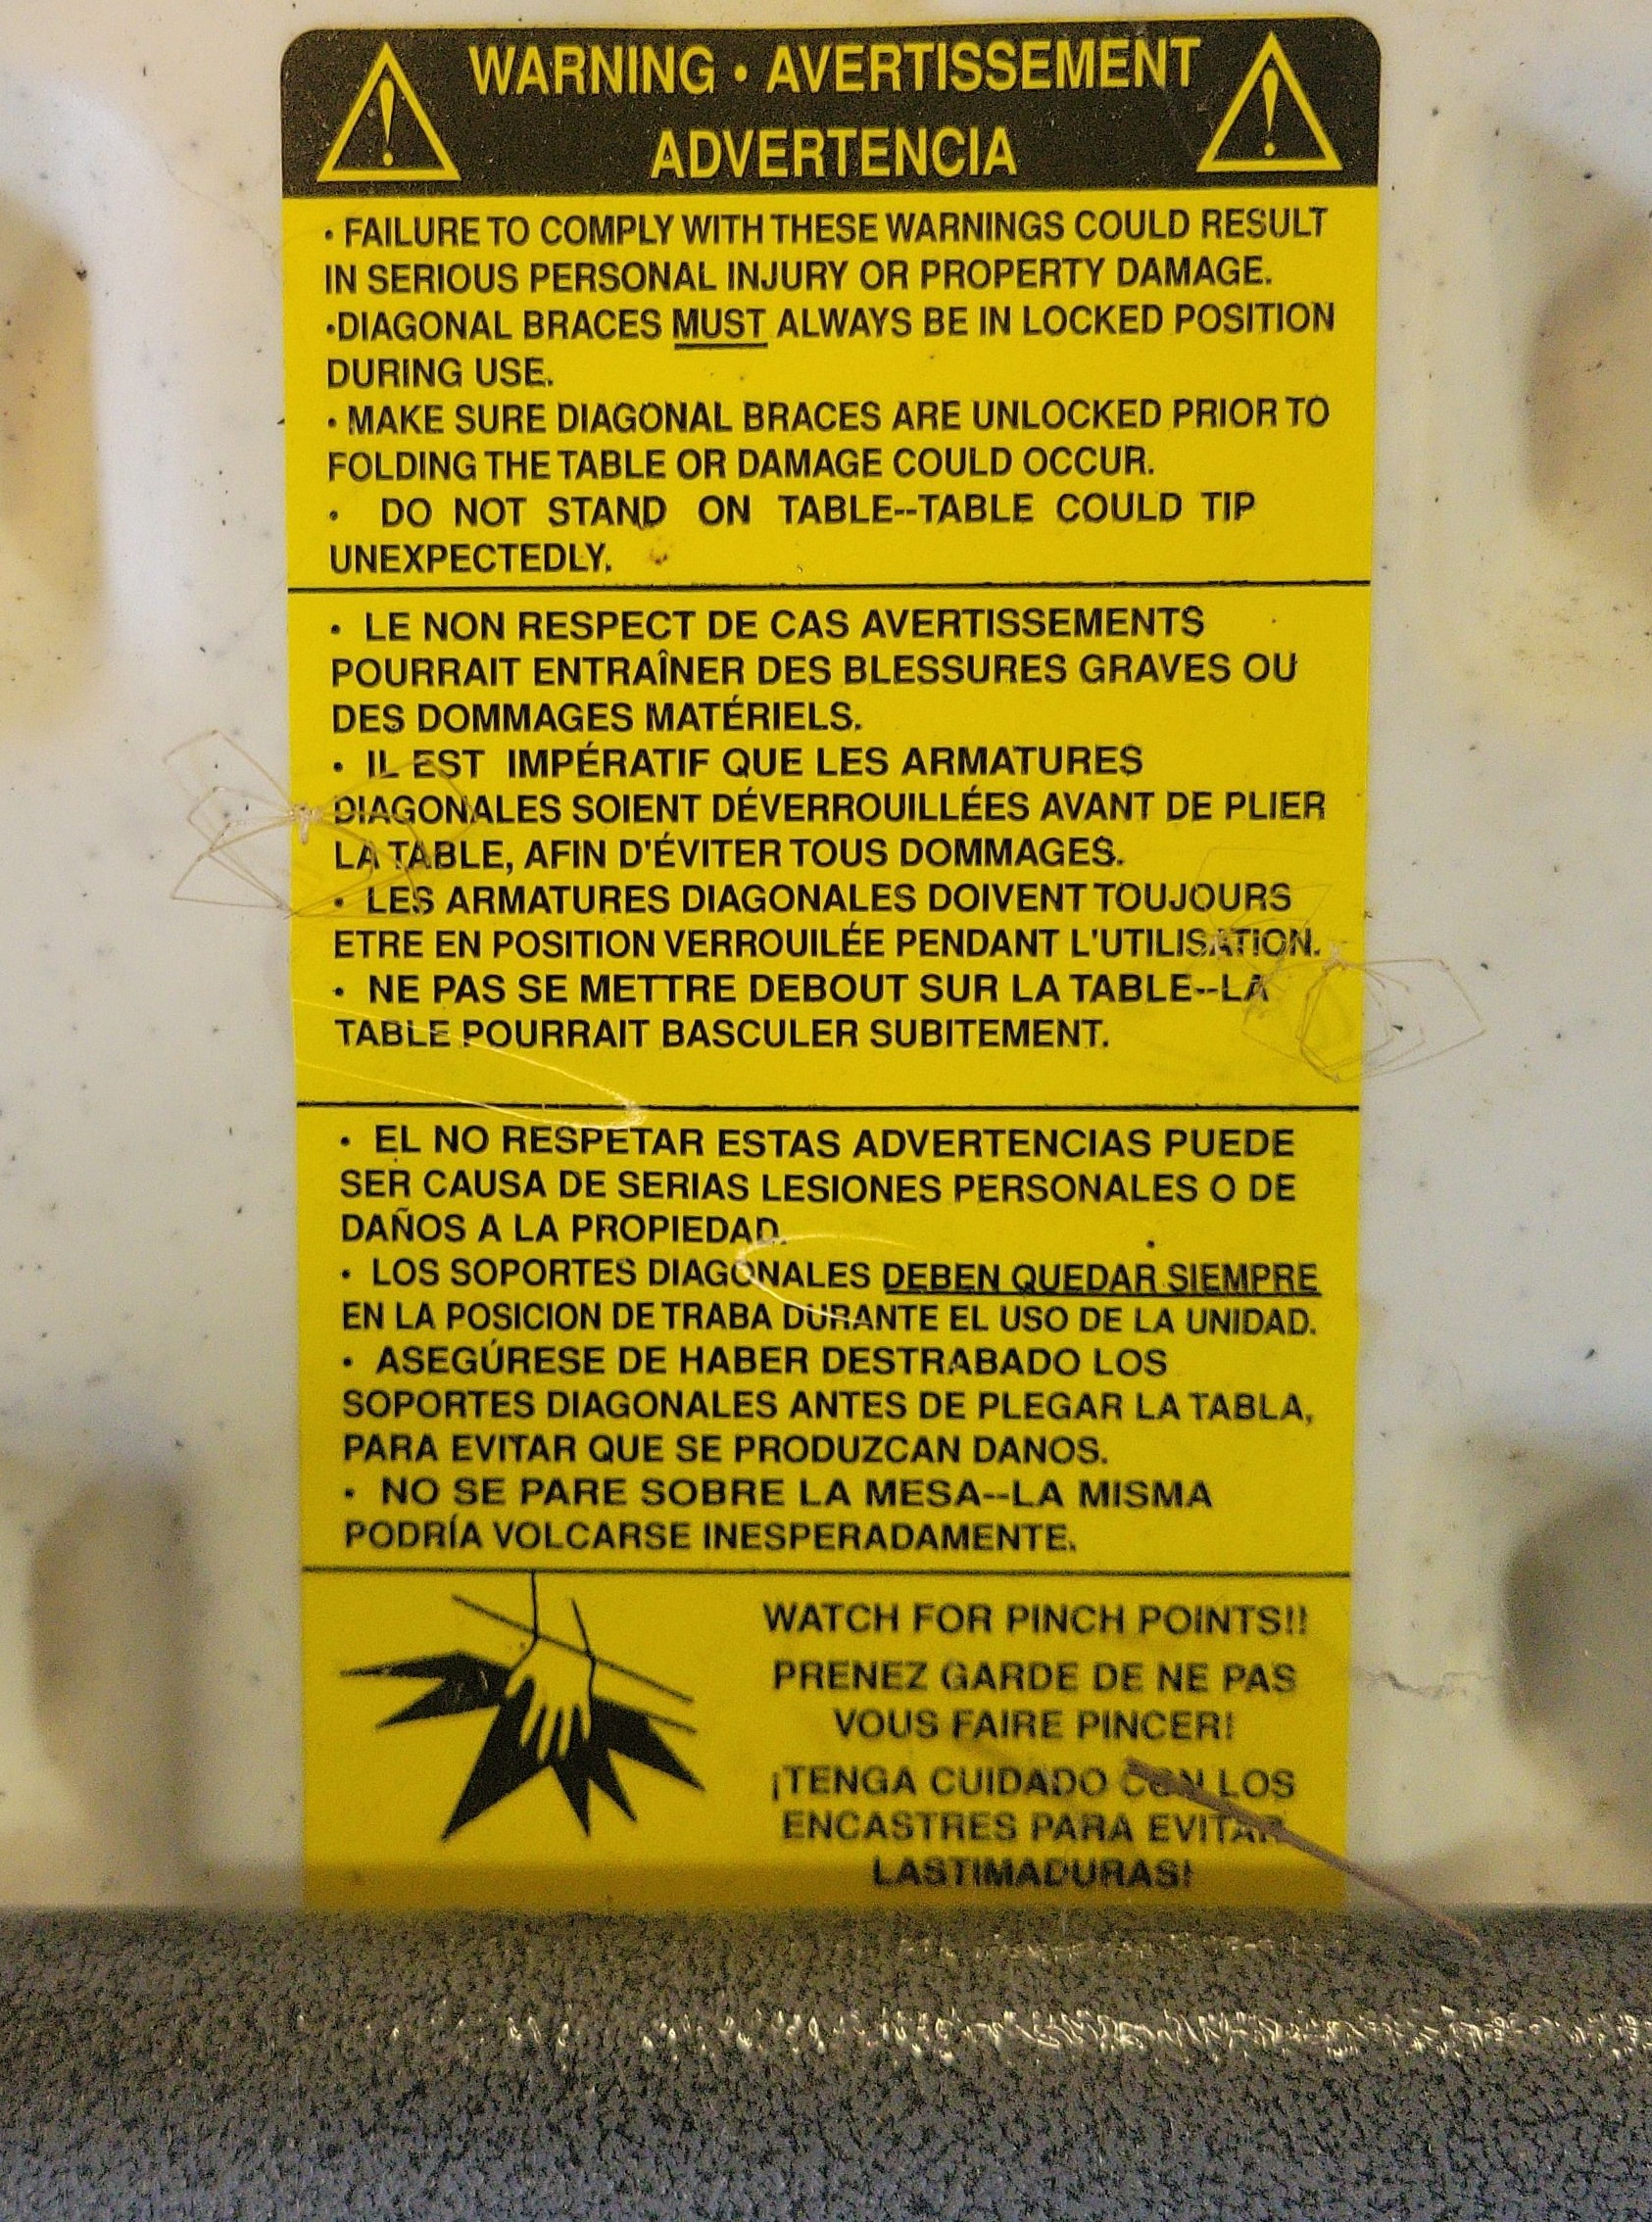 WARNING • AVERTISSEMENT
ADVERTENCIA
• FAILURE TO COMPLY WITH THESE WARNINGS COULD RESULT
IN SERIOUS PERSONAL INJURY OR PROPERTY DAMAGE.
•DIAGONAL BRACES MUST ALWAYS BE IN LOCKED POSITION
DURING USE.
• MAKE SURE DIAGONAL BRACES ARE UNLOCKED PRIOR TO
FOLDING THE TABLE OR DAMAGE COULD OCCUR.
• DO NOT STAND ON TABLE--TABLE COULD TIP
UNEXPECTEDLY.
• LE NON RESPECT DE CAS AVERTISSEMENTS
POURRAIT ENTRAÎNER DES BLESSURES GRAVES OU
DES DOMMAGES MATÉRIELS.
• IL EST IMPÉRATIF QUE LES ARMATURES
DIAGONALES SOIENT DÉVERROUILLÉES AVANT DE PLIER
LA TABLE, AFIN D'ÉVITER TOUS DOMMAGES.
• LES ARMATURES DIAGONALES DOIVENT TOUJOURS
ETRE EN POSITION VERROUILÉE PENDANT L'UTILISATION.
• NE PAS SE METTRE DEBOUT SUR LA TABLE--LA
TABLE POURRAIT BASCULER SUBITEMENT.
• EL NO RESPETAR ESTAS ADVERTENCIAS PUEDE
SER CAUSA DE SERIAS LESIONES PERSONALES O DE
DAÑOS A LA PROPIEDAD.
• LOS SOPORTES DIAGONALES DEBEN QUEDAR SIEMPRE
EN LA POSICION DE TRABA DURANTE EL USO DE LA UNIDAD.
• ASEGÚRESE DE HABER DESTRABADO LOS
SOPORTES DIAGONALES ANTES DE PLEGAR LA TABLA,
PARA EVITAR QUE SE PRODUZCAN DANOS.
• NO SE PARE SOBRE LA MESA--LA MISMA
PODRÍA VOLCARSE INESPERADAMENTE.
WATCH FOR PINCH POINTS!!
PRENEZ GARDE DE NE PAS
VOUS FAIRE PINCER!
¡TENGA CUIDADO CON LOS
ENCASTRES PARA EVITAR
LASTIMADURAS!